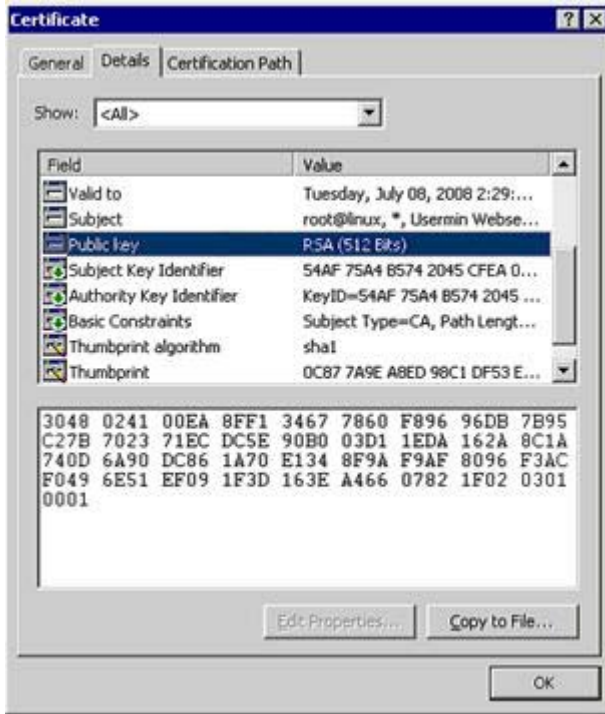 Certificate
General Details Certification Path
Show: <All>
Field Value
Valid to Tuesday, July 08, 2008 2:29:...
Subject root@linux, *, Usermin Webse...
Public key RSA (512 Bits)
Subject Key Identifier 54AF 75A4 B574 2045 CFEA 0...
Authority Key Identifier KeyID=54AF 75A4 B574 2045 ...
Basic Constraints Subject Type=CA, Path Lengt...
Thumbprint algorithm sha1
Thumbprint 0C87 7A9E A8ED 98C1 DF53 E...
3048 0241 00EA 8FF1 3467 7860 F896 96DB 7B95
C27B 7023 71EC DC5E 90B0 03D1 1EDA 162A 8C1A
740D 6A90 DC86 1A70 E134 8F9A F9AF 8096 F3AC
F049 6E51 EF09 1F3D 163E A466 0782 1F02 0301
0001
Edit Properties... Copy to File...
OK